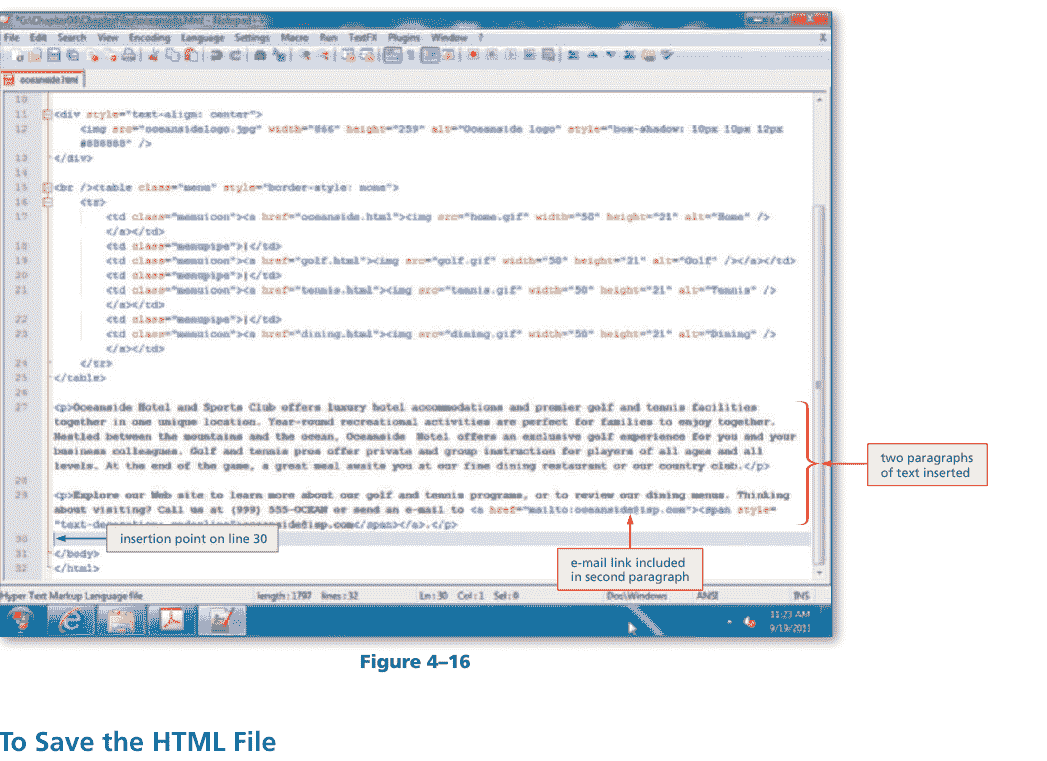 *G:\Chapter04\ChapterFiles\oceanside.html - Notepad++
File Edit Search View Encoding Language Settings Macro Run TextFX Plugins Window ? X
oceanside.html
10
11 <div style="text-align: center">
12 <img src="oceansidelogo.jpg" width="866" height="259" alt="Oceanside logo" style="box-shadow: 10px 10px 12px
#888888" />
13 </div>
14
15 <br /><table class="menu" style="border-style: none">
16 <tr>
17 <td class="menuicon"><a href="oceanside.html"><img src="home.gif" width="50" height="21" alt="Home" />
</a></td>
18 <td class="menupipe">|</td>
19 <td class="menuicon"><a href="golf.html"><img src="golf.gif" width="50" height="21" alt="Golf" /></a></td>
20 <td class="menupipe">|</td>
21 <td class="menuicon"><a href="tennis.html"><img src="tennis.gif" width="50" height="21" alt="Tennis" />
</a></td>
22 <td class="menupipe">|</td>
23 <td class="menuicon"><a href="dining.html"><img src="dining.gif" width="50" height="21" alt="Dining" />
</a></td>
24 </tr>
25 </table>
26
27 <p>Oceanside Hotel and Sports Club offers luxury hotel accommodations and premier golf and tennis facilities
together in one unique location. Year-round recreational activities are perfect for families to enjoy together.
Nestled between the mountains and the ocean, Oceanside Hotel offers an exclusive golf experience for you and your
business colleagues. Golf and tennis pros offer private and group instruction for players of all ages and all
levels. At the end of the game, a great meal awaits you at our fine dining restaurant or our country club.</p>
two paragraphs
of text inserted
28
29 <p>Explore our Web site to learn more about our golf and tennis programs, or to review our dining menus. Thinking
about visiting? Call us at (999) 555-OCEAN or send an e-mail to <a href="mailto:oceanside@isp.com"><span style=
"text-decoration: underline">oceanside@isp.com</span></a>.</p>
30
insertion point on line 30
31 </body>
32 </html>
e-mail link included
in second paragraph
Hyper Text Markup Language file length : 1797 lines : 32 Ln : 30 Col : 1 Sel : 0 Dos\Windows ANSI INS
11:23 AM
9/19/2011
Figure 4–16
To Save the HTML File